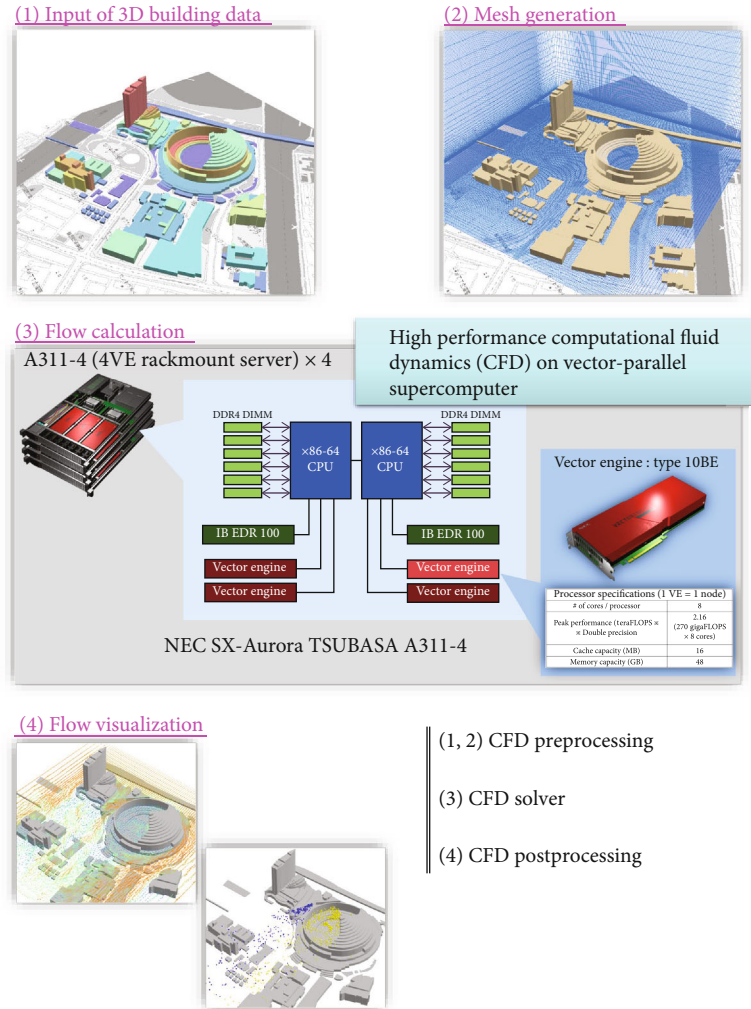 (1) Input of 3D building data
(2) Mesh generation
(3) Flow calculation
A311-4 (4VE rackmount server) × 4
High performance computational fluid
dynamics (CFD) on vector-parallel
supercomputer
DDR4 DIMM
DDR4 DIMM
×86-64
CPU
×86-64
CPU
IB EDR 100
IB EDR 100
Vector engine
Vector engine
Vector engine
Vector engine
NEC SX-Aurora TSUBASA A311-4
Vector engine : type 10BE
Processor specifications (1 VE = 1 node)
# of cores / processor
8
Peak performance (teraFLOPS ×
× Double precision
2.16
(270 gigaFLOPS
× 8 cores)
Cache capacity (MB)
16
Memory capacity (GB)
48
(4) Flow visualization
(1, 2) CFD preprocessing
(3) CFD solver
(4) CFD postprocessing